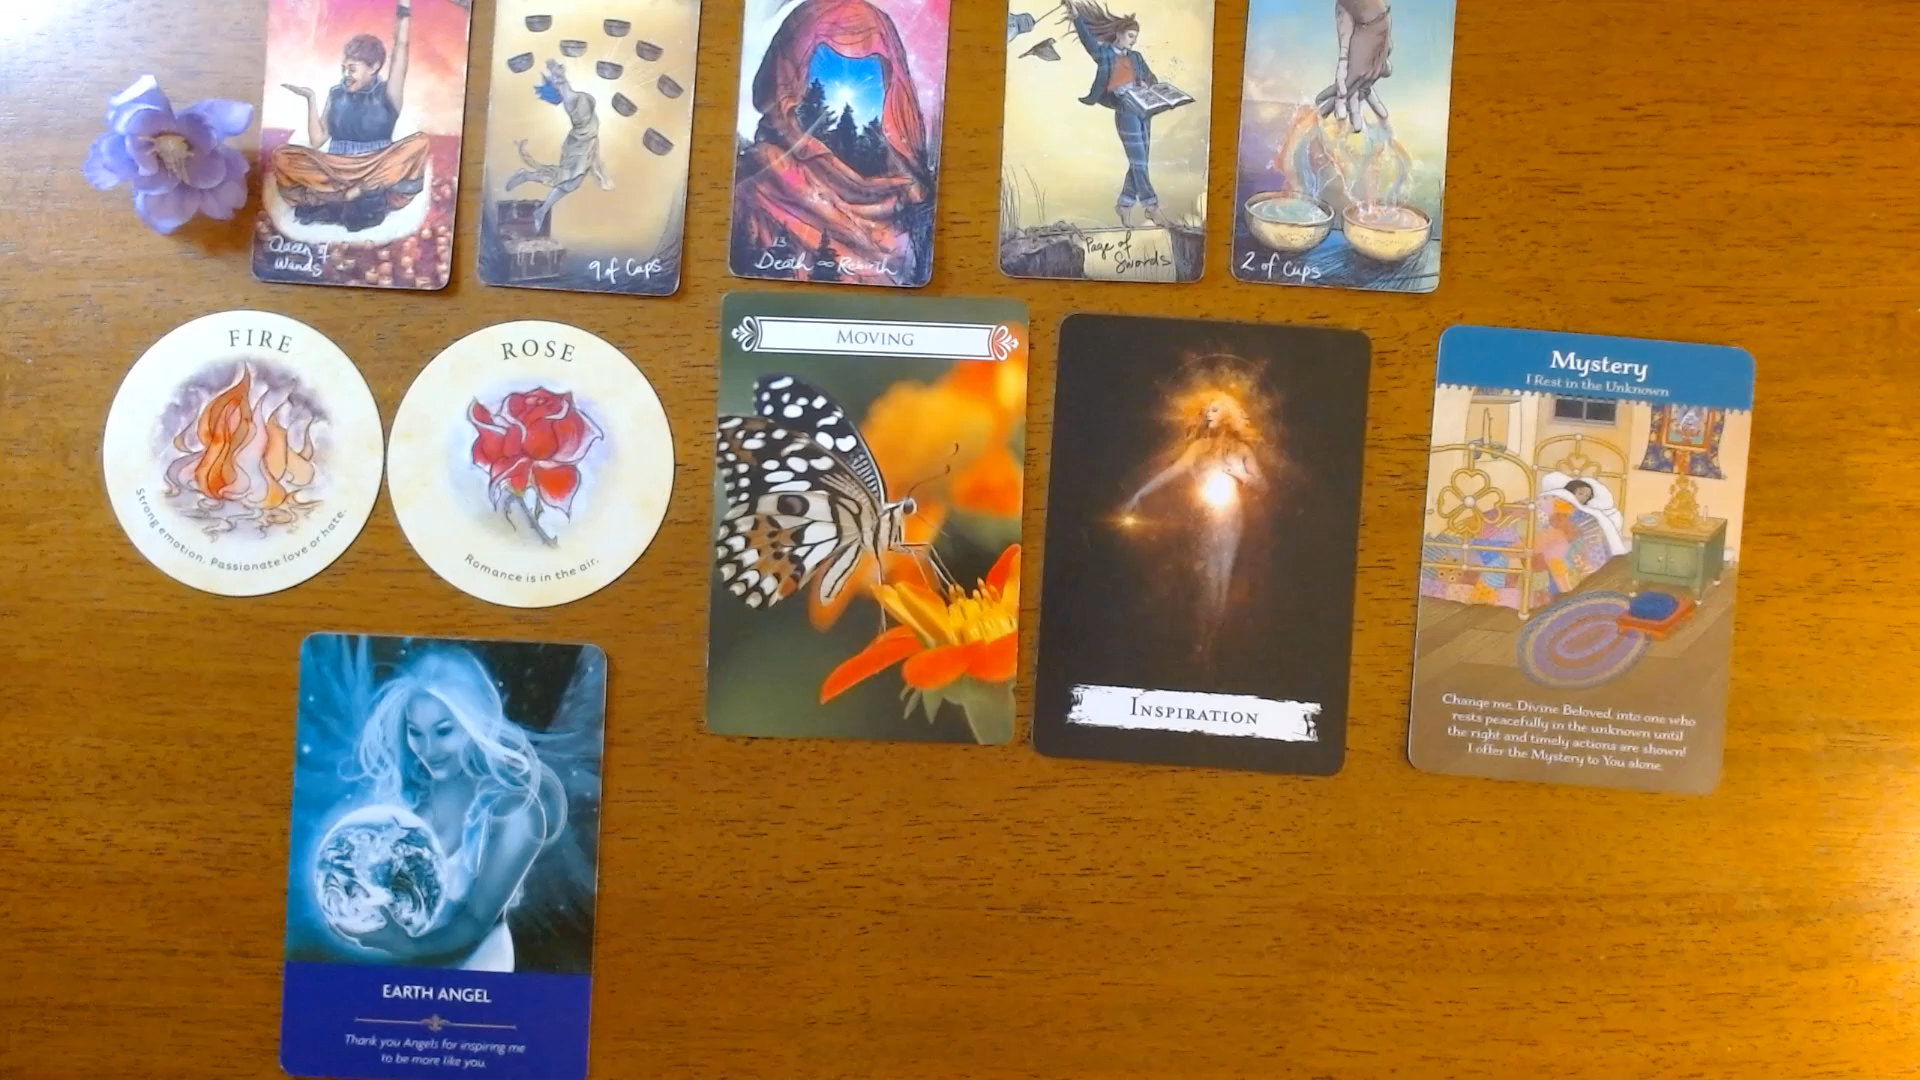 Queen of
Wands
9 of Cups
13
Death ∞ Rebirth
Page of
Swords
2 of Cups
FIRE
Strong emotion. Passionate love or hate.
ROSE
Romance is in the air.
MOVING
INSPIRATION
Mystery
I Rest in the Unknown
Change me, Divine Beloved, into one who
rests peacefully in the unknown until
the right and timely actions are shown!
I offer the Mystery to You alone.
EARTH ANGEL
Thank you Angels for inspiring me
to be more like you.